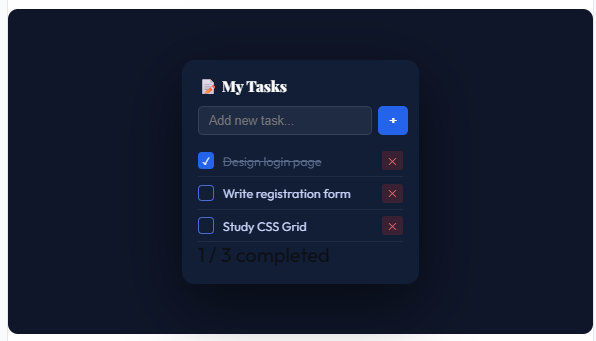 📝 My Tasks
Add new task...
+
✓ Design login page ×
Write registration form ×
Study CSS Grid ×
1 / 3 completed